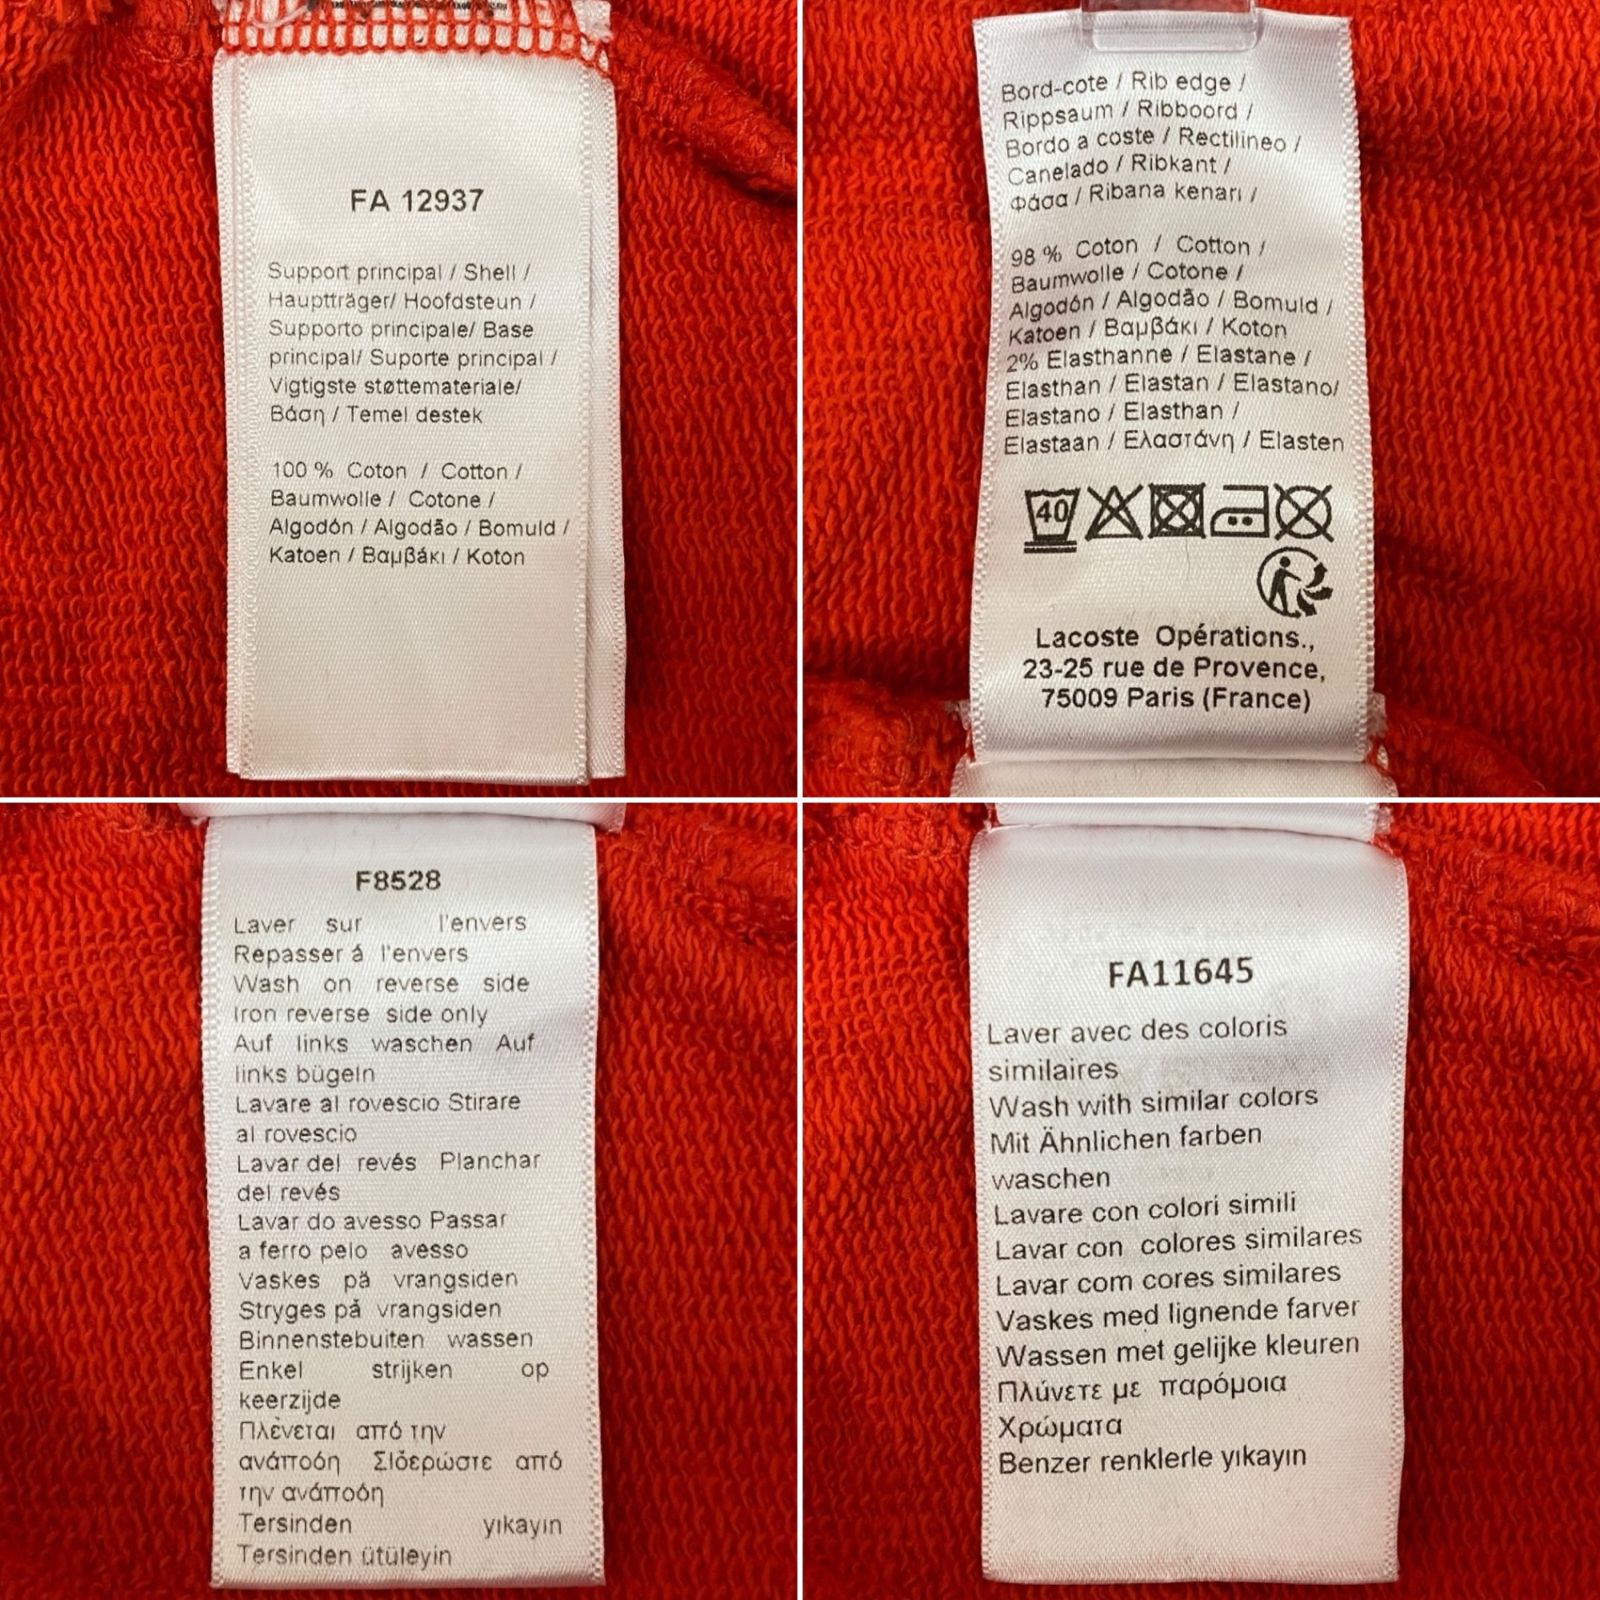 FA 12937
Support principal / Shell /
Hauptträger/ Hoofdsteun /
Supporto principale/ Base
principal/ Suporte principal /
Vigtigste støttemateriale/
Βάση / Temel destek
100 % Coton / Cotton /
Baumwolle / Cotone /
Algodón / Algodão / Bomuld /
Katoen / Βαμβάκι / Koton
Bord-cote / Rib edge /
Rippsaum / Ribboord /
Bordo a coste / Rectilineo /
Canelado / Ribkant /
Φάσα / Ribana kenarı /
98 % Coton / Cotton /
Baumwolle / Cotone /
Algodón / Algodão / Bomuld /
Katoen / Βαμβάκι / Koton
2% Elasthanne / Elastane /
Elasthan / Elastan / Elastano/
Elastano / Elasthan /
Elastaan / Ελαστάνη / Elasten
40
Lacoste Opérations.,
23-25 rue de Provence,
75009 Paris (France)
F8528
Laver sur l'envers
Repasser á l'envers
Wash on reverse side
Iron reverse side only
Auf links waschen Auf
links bügeln
Lavare al rovescio Stirare
al rovescio
Lavar del revés Planchar
del revés
Lavar do avesso Passar
a ferro pelo avesso
Vaskes på vrangsiden
Stryges på vrangsiden
Binnenstebuiten wassen
Enkel strijken op
keerzijde
Πλένεται από την
ανάποδη Σιδερώστε από
την ανάποδη
Tersinden yıkayın
Tersinden ütüleyin
FA11645
Laver avec des coloris
similaires
Wash with similar colors
Mit Ähnlichen farben
waschen
Lavare con colori simili
Lavar con colores similares
Lavar com cores similares
Vaskes med lignende farver
Wassen met gelijke kleuren
Πλύνετε με παρόμοια
Χρώματα
Benzer renklerle yıkayın